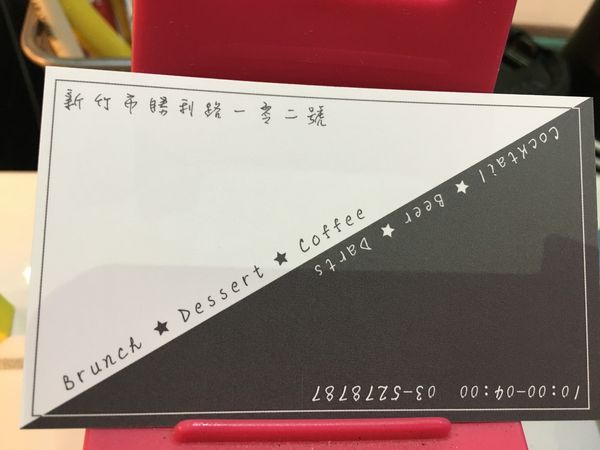 新竹市勝利路一零二號
Brunch ★ Dessert ★ Coffee
Cocktail ★ Beer ★ Darts
10:00-04:00 03-5278787